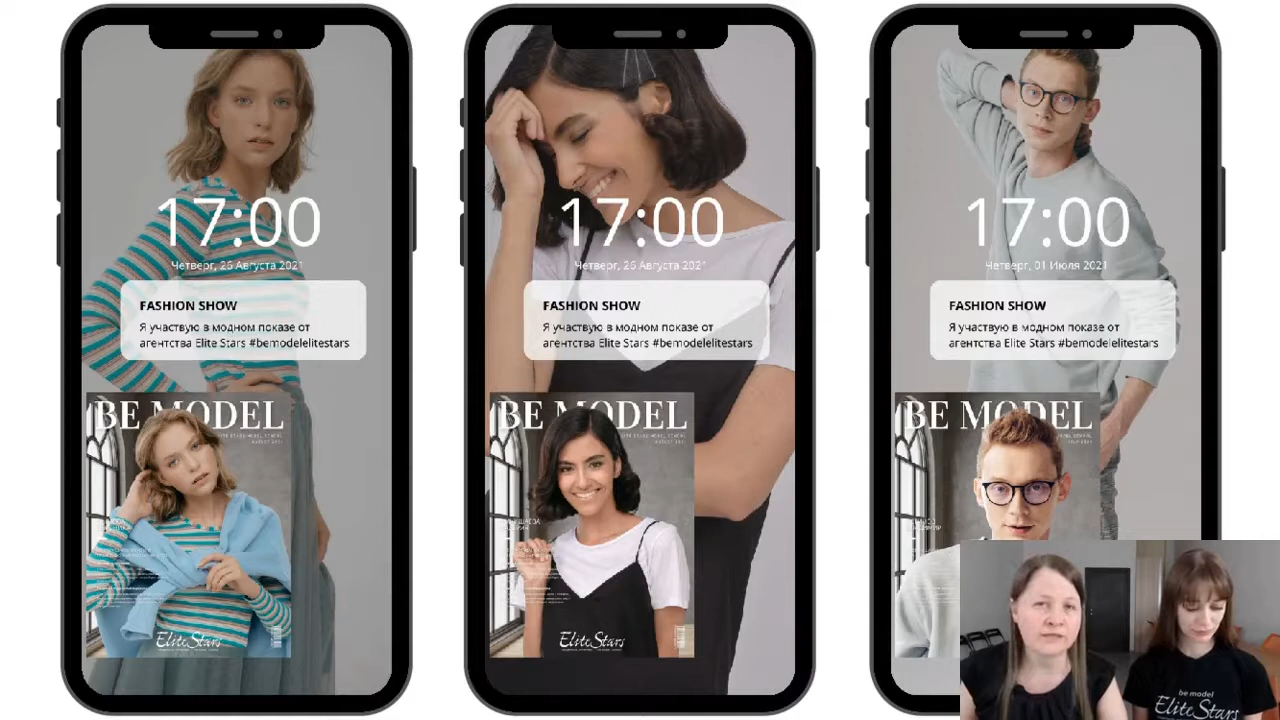 17:00
Четверг, 26 Августа 2021
FASHION SHOW
Я участвую в модном показе от
агентства Elite Stars #bemodelelitestars
BE MODEL
EliteStars
17:00
Четверг, 26 Августа 2021
FASHION SHOW
Я участвую в модном показе от
агентства Elite Stars #bemodelelitestars
BE MODEL
EliteStars
17:00
Четверг, 01 Июля 2021
FASHION SHOW
Я участвую в модном показе от
агентства Elite Stars #bemodelelitestars
BE MODEL
be model
EliteStars